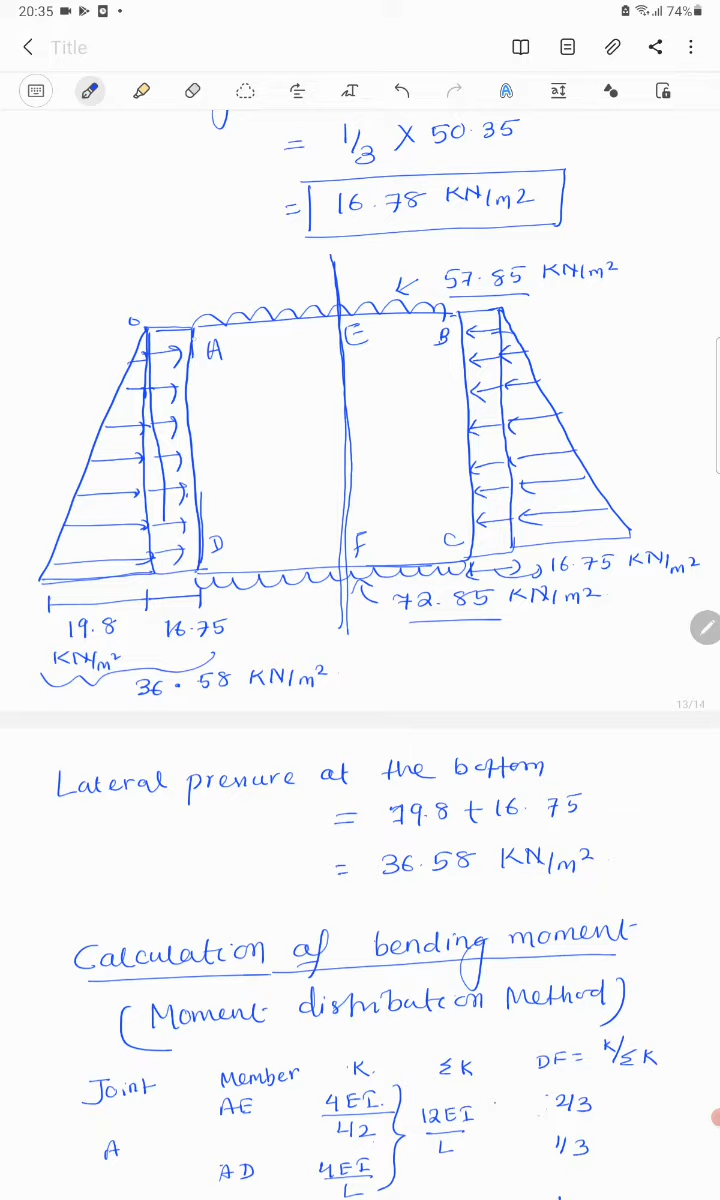 20:35 74%
Title
= 1/3 X 50.35
= 16.78 KN/m2
57.85 KN/m²
A E B
D F C
16.75 KN/m2
72.85 KN/m²
19.8 16.75
KN/m²
36.58 KN/m²
13/14
Lateral pressure at the bottom
= 19.8 + 16.75
= 36.58 KN/m²
Calculation of bending moment
(Moment distribution Method)
Joint Member K. ΣK DF = K/ΣK
AE 4EI/L/2 12EI/L 2/3
A 1/3
AD 4EI/L